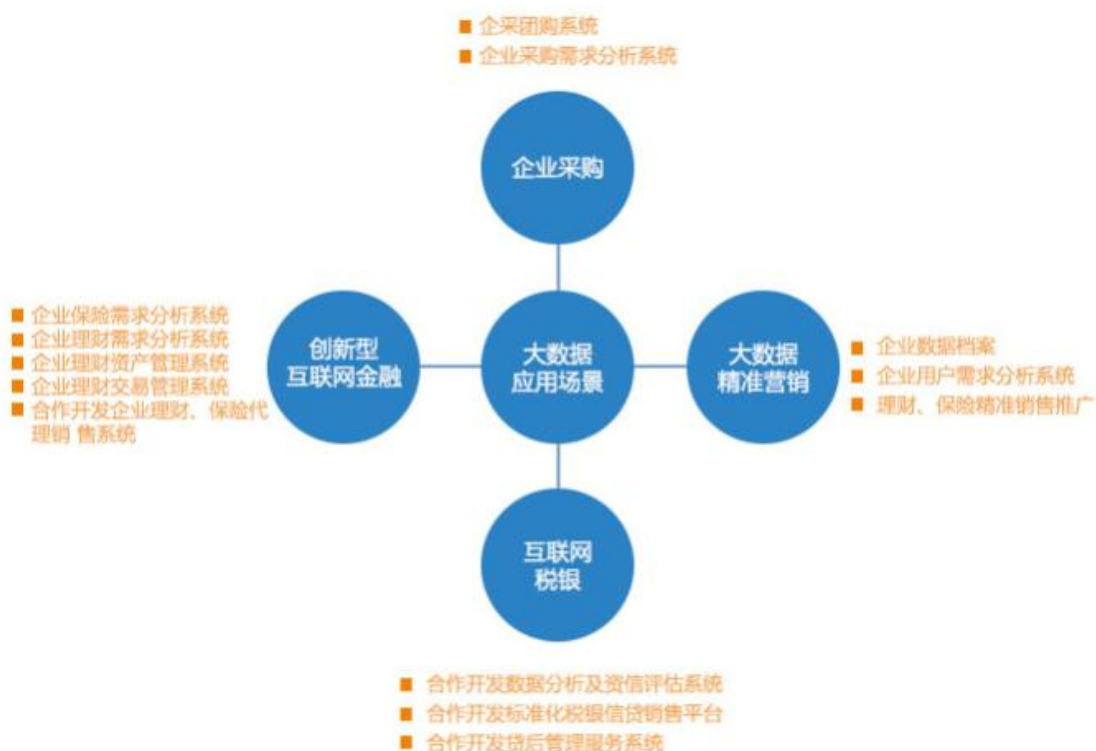 ■ 企采团购系统
■ 企业采购需求分析系统
企业采购
■ 企业保险需求分析系统
■ 企业理财需求分析系统
■ 企业理财资产管理系统
■ 企业理财交易管理系统
■ 合作开发企业理财、保险代
理销 售系统
创新型
互联网金融
大数据
应用场景
大数据
精准营销
■ 企业数据档案
■ 企业用户需求分析系统
■ 理财、保险精准销售推广
互联网
税银
■ 合作开发数据分析及资信评估系统
■ 合作开发标准化税银信贷销售平台
■ 合作开发贷后管理服务系统